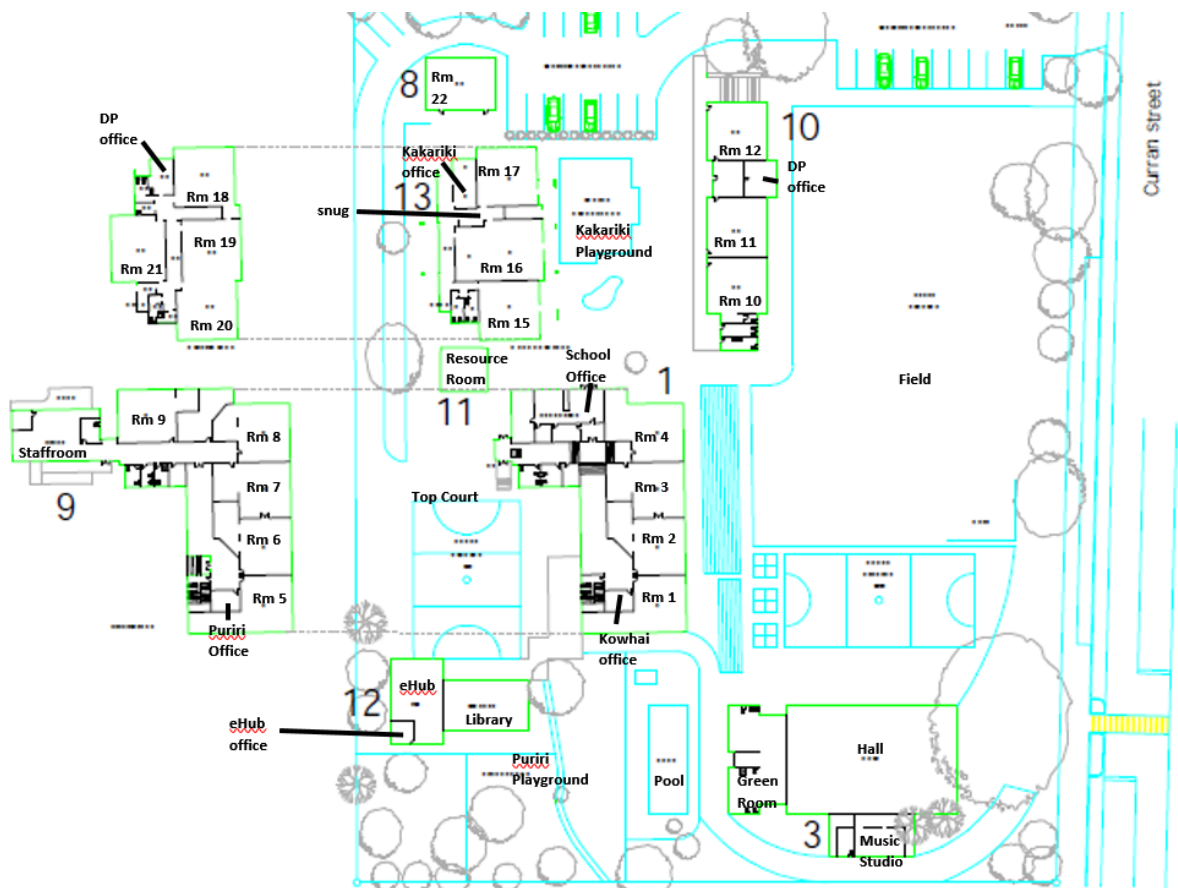 8
Rm
22
DP
office
10
Rm 12
DP
office
Curran street
Kakariki
office
Rm 17
13
snug
Rm 18
Rm 19
Rm 21
Rm 20
Kakariki
Playground
Rm 16
Rm 15
Rm 11
Rm 10
Resource
Room
11
School
Office
1
Field
Rm 9
Rm 8
Staffroom
9
Rm 7
Rm 6
Rm 5
Puriri
Office
Top Court
Rm 4
Rm 3
Rm 2
Rm 1
Kowhai
office
eHub
12
Library
eHub
office
Puriri
Playground
Pool
Green
Room
Hall
3
Music
Studio